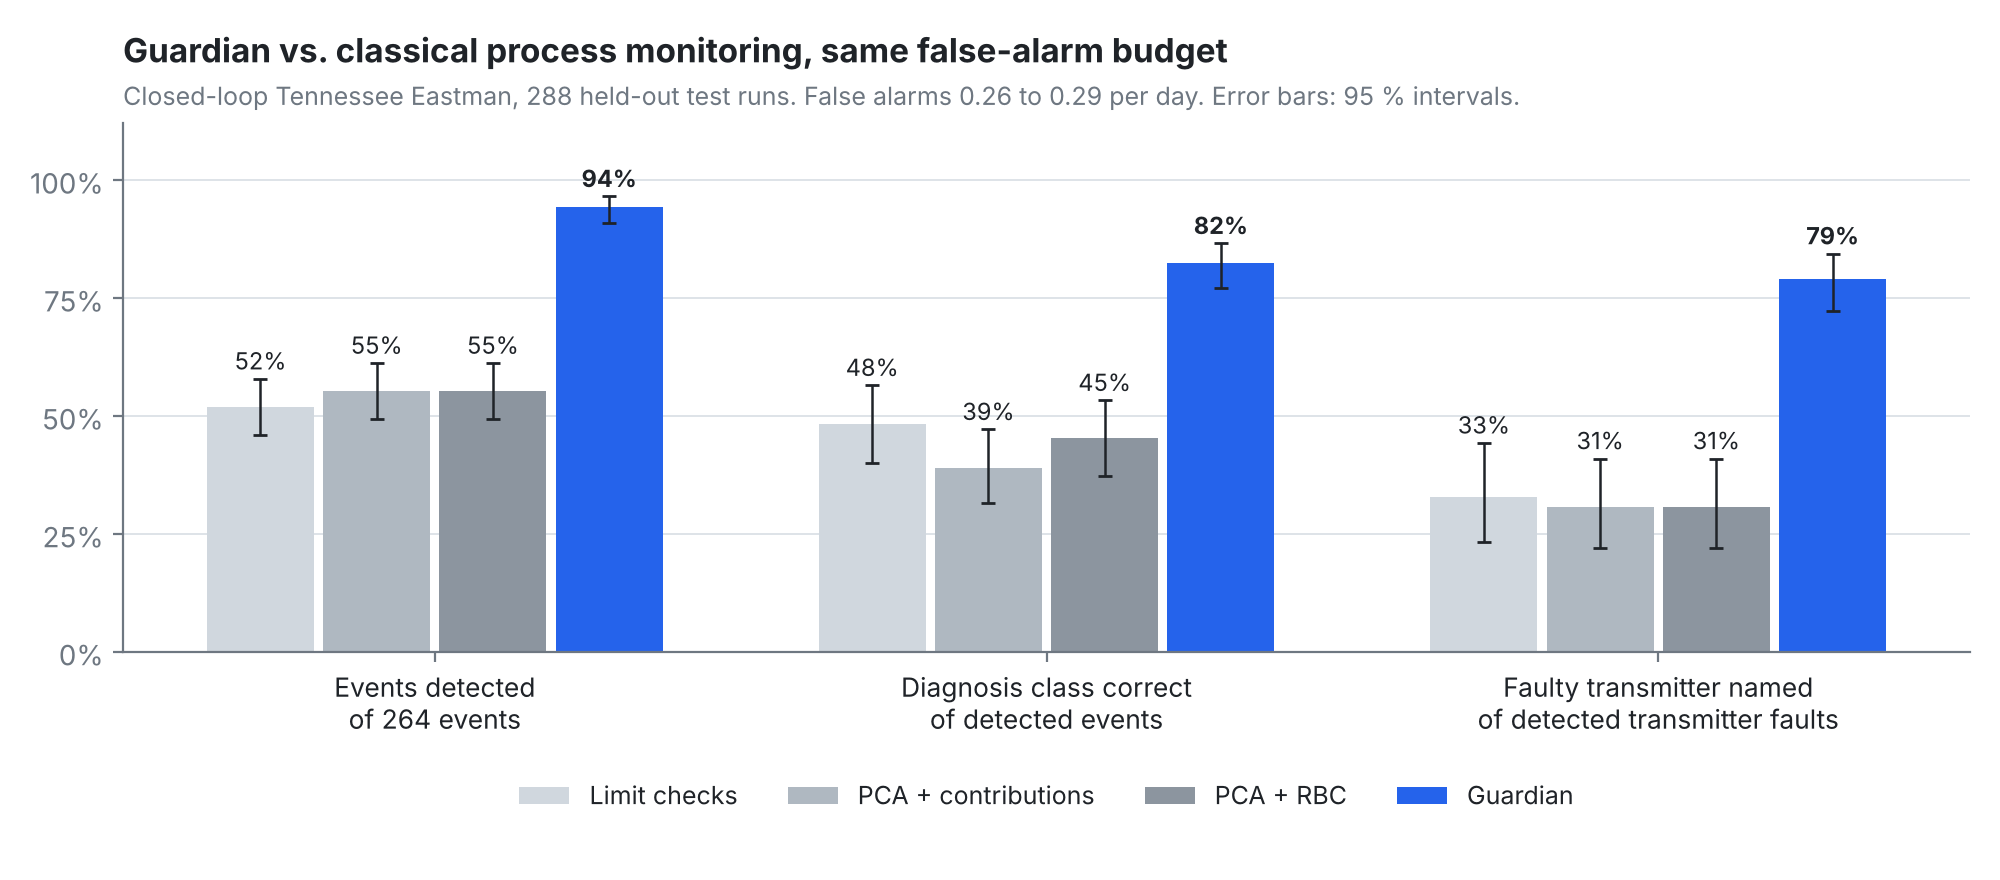 Guardian vs. classical process monitoring, same false-alarm budget
Closed-loop Tennessee Eastman, 288 held-out test runs. False alarms 0.26 to 0.29 per day. Error bars: 95 % intervals.
100%
75%
50%
25%
0%
52%
55%
55%
94%
48%
39%
45%
82%
33%
31%
31%
79%
Events detected
of 264 events
Diagnosis class correct
of detected events
Faulty transmitter named
of detected transmitter faults
Limit checks
PCA + contributions
PCA + RBC
Guardian